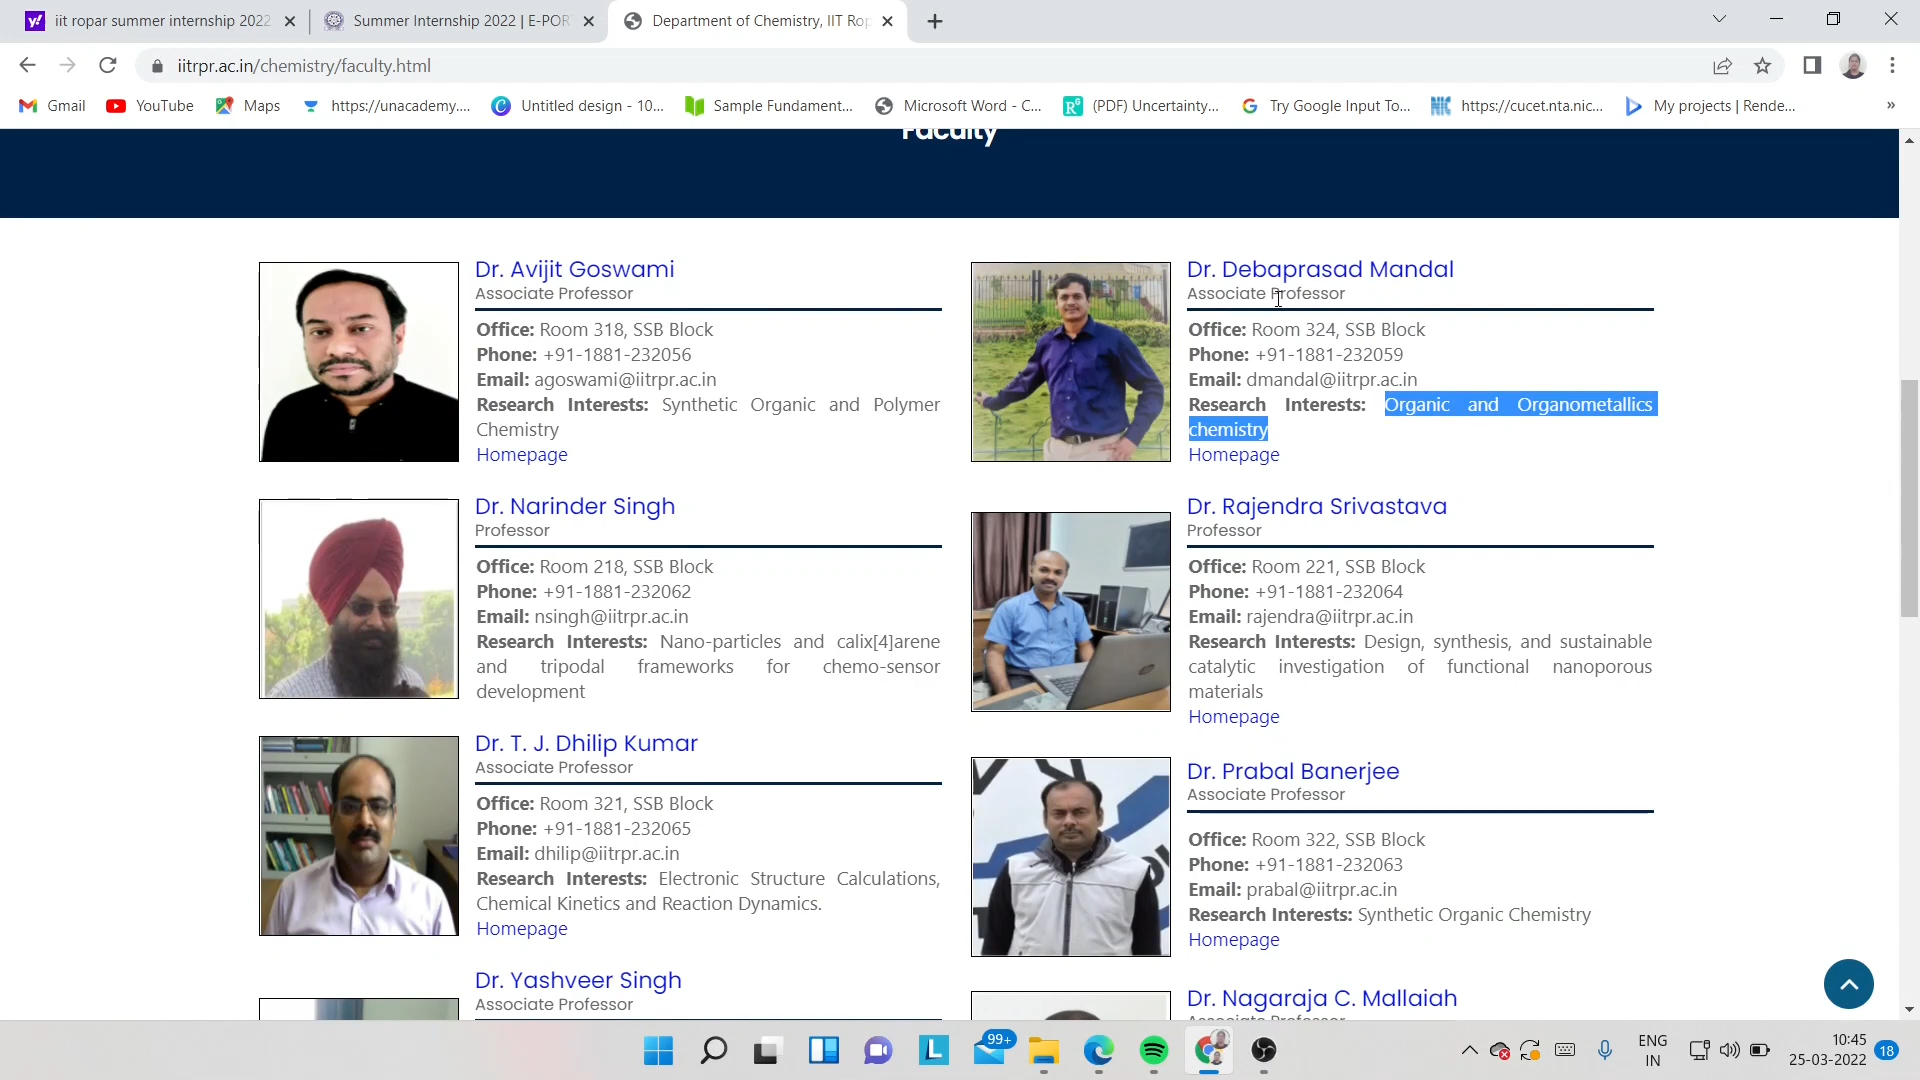 iit ropar summer internship 2022
Summer Internship 2022 | E-POR
Department of Chemistry, IIT Rop
iitrpr.ac.in/chemistry/faculty.html
Gmail
YouTube
Maps
https://unacademy....
Untitled design - 10...
Sample Fundament...
Microsoft Word - C...
(PDF) Uncertainty...
Try Google Input To...
https://cucet.nta.nic...
My projects | Rende...
»
Faculty
Dr. Avijit Goswami
Associate Professor
Office: Room 318, SSB Block
Phone: +91-1881-232056
Email: agoswami@iitrpr.ac.in
Research Interests: Synthetic Organic and Polymer
Chemistry
Homepage
Dr. Debaprasad Mandal
Associate Professor
Office: Room 324, SSB Block
Phone: +91-1881-232059
Email: dmandal@iitrpr.ac.in
Research Interests: Organic and Organometallics
chemistry
Homepage
Dr. Narinder Singh
Professor
Office: Room 218, SSB Block
Phone: +91-1881-232062
Email: nsingh@iitrpr.ac.in
Research Interests: Nano-particles and calix[4]arene
and tripodal frameworks for chemo-sensor
development
Dr. Rajendra Srivastava
Professor
Office: Room 221, SSB Block
Phone: +91-1881-232064
Email: rajendra@iitrpr.ac.in
Research Interests: Design, synthesis, and sustainable
catalytic investigation of functional nanoporous
materials
Homepage
Dr. T. J. Dhilip Kumar
Associate Professor
Office: Room 321, SSB Block
Phone: +91-1881-232065
Email: dhilip@iitrpr.ac.in
Research Interests: Electronic Structure Calculations,
Chemical Kinetics and Reaction Dynamics.
Homepage
Dr. Prabal Banerjee
Associate Professor
Office: Room 322, SSB Block
Phone: +91-1881-232063
Email: prabal@iitrpr.ac.in
Research Interests: Synthetic Organic Chemistry
Homepage
Dr. Yashveer Singh
Associate Professor
Dr. Nagaraja C. Mallaiah
Associate Professor
99+
ENG
IN
10:45
25-03-2022
18